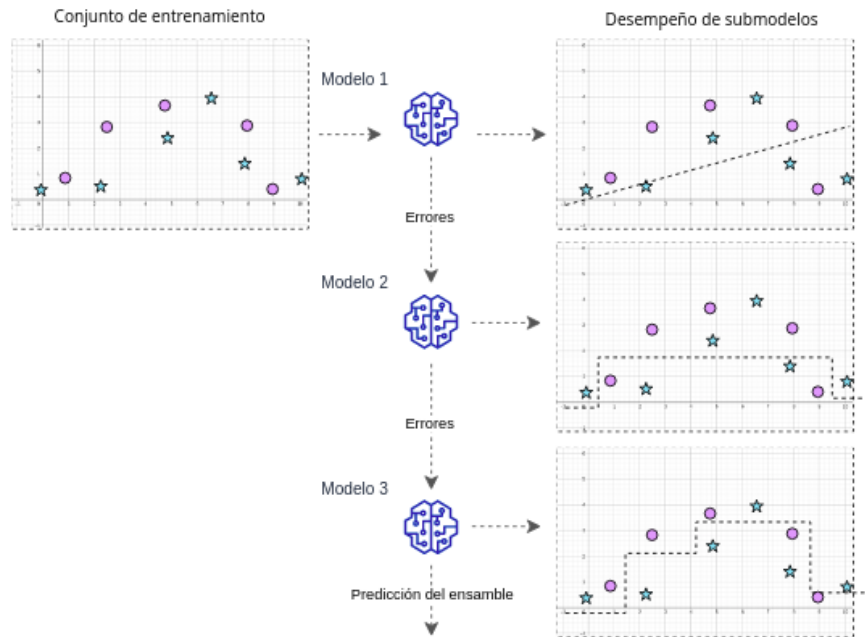 Conjunto de entrenamiento
Desempeño de submodelos
Modelo 1
Errores
Modelo 2
Errores
Modelo 3
Predicción del ensamble